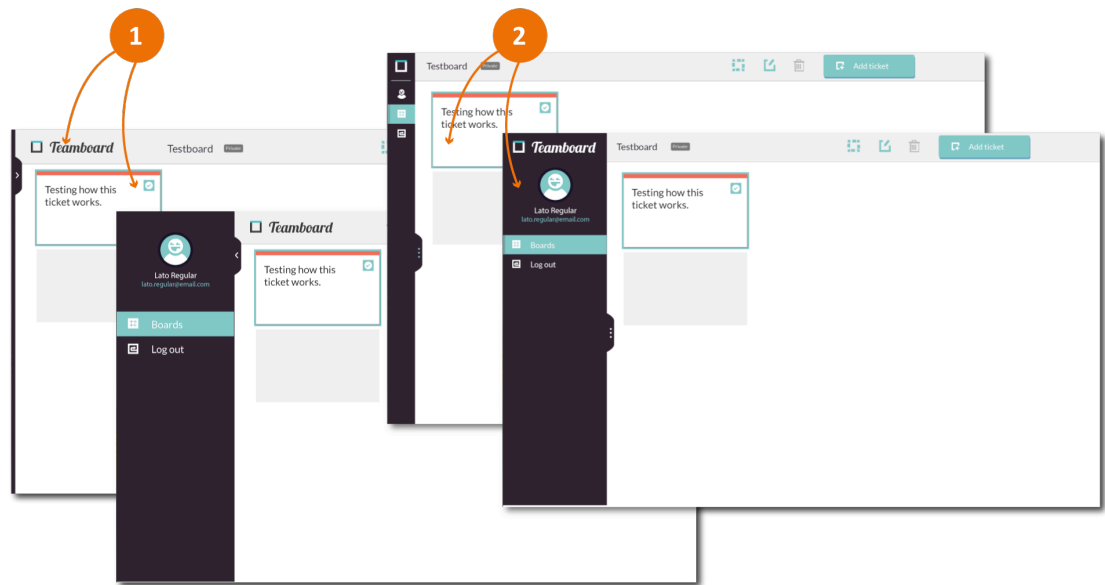 1
2
Testboard Private
Add ticket
Testing how this
ticket works.
Teamboard
Testboard Private
Testing how this
ticket works.
Teamboard
Testboard Private
Add ticket
Lato Regular
lato.regular@email.com
Boards
Log out
Testing how this
ticket works.
Teamboard
Lato Regular
lato.regular@email.com
Boards
Log out
Testing how this
ticket works.